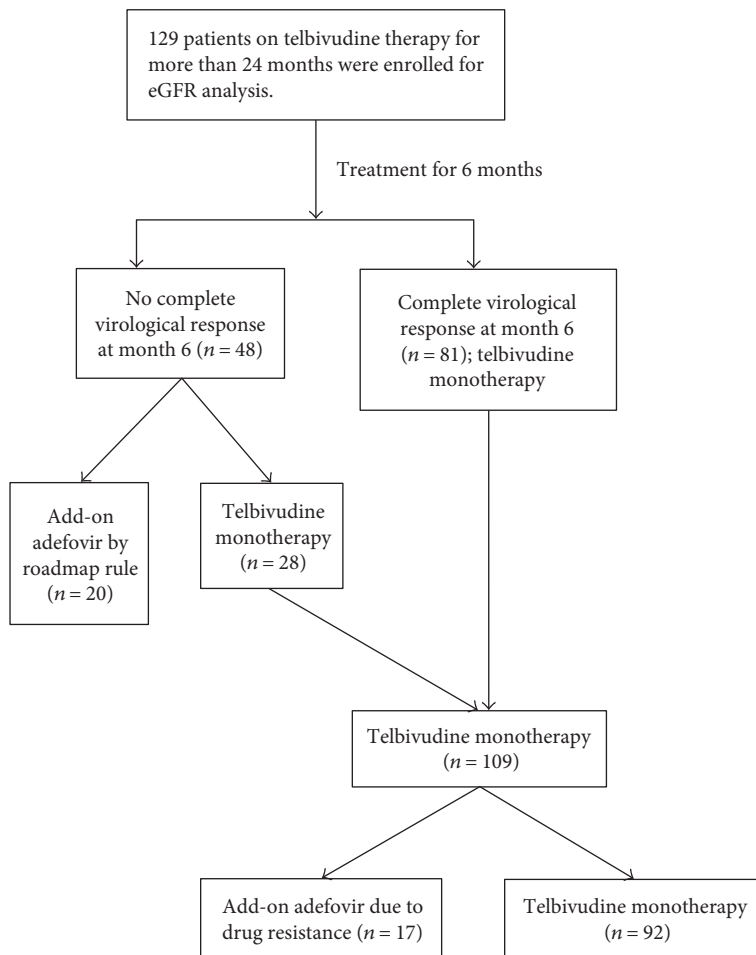 129 patients on telbivudine therapy for
more than 24 months were enrolled for
eGFR analysis.
Treatment for 6 months
No complete
virological response
at month 6 (n = 48)
Complete virological
response at month 6
(n = 81); telbivudine
monotherapy
Add-on
adefovir by
roadmap rule
(n = 20)
Telbivudine
monotherapy
(n = 28)
Telbivudine monotherapy
(n = 109)
Add-on adefovir due to
drug resistance (n = 17)
Telbivudine monotherapy
(n = 92)